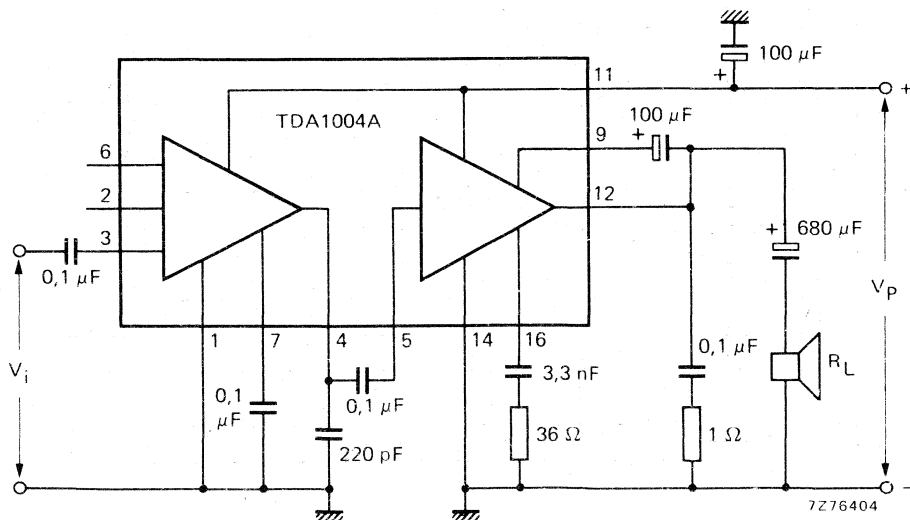 100 µF
+
11
+
TDA1004A
100 µF
+
9
6
12
2
680 µF
+
3
0,1 µF
V_P
1
7
4
5
14
16
V_i
0,1
µF
0,1 µF
3,3 nF
0,1 µF
R_L
220 pF
36 Ω
1 Ω
−
7Z76404